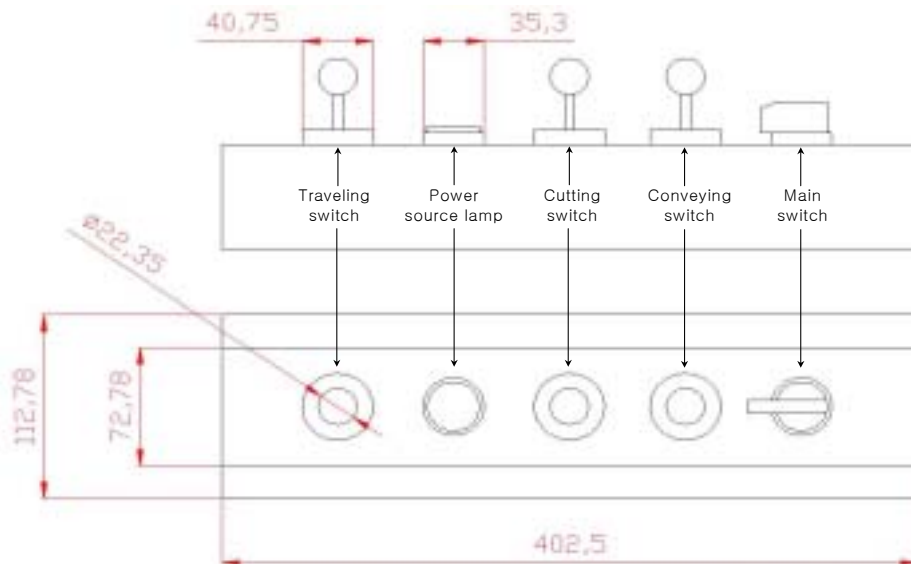 40,75
35,3
Traveling
switch
Power
source lamp
Cutting
switch
Conveying
switch
Main
switch
ø22,35
112,78
72,78
402,5